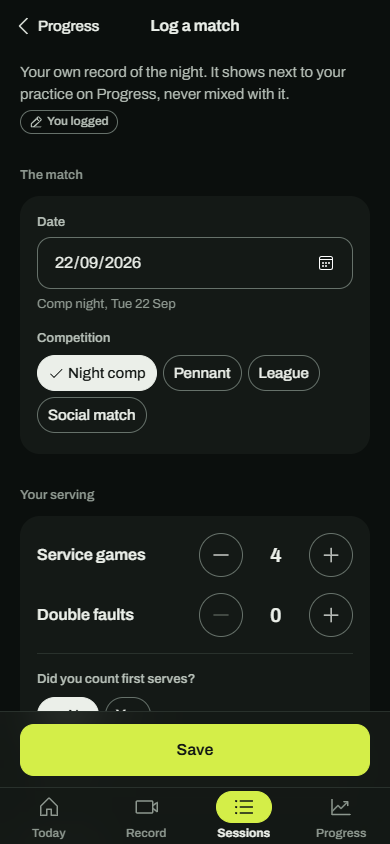 Progress
Log a match
Your own record of the night. It shows next to your
practice on Progress, never mixed with it.
You logged
The match
Date
22/09/2026
Comp night, Tue 22 Sep
Competition
Night comp
Pennant
League
Social match
Your serving
Service games
4
Double faults
0
Did you count first serves?
Save
Today
Record
Sessions
Progress